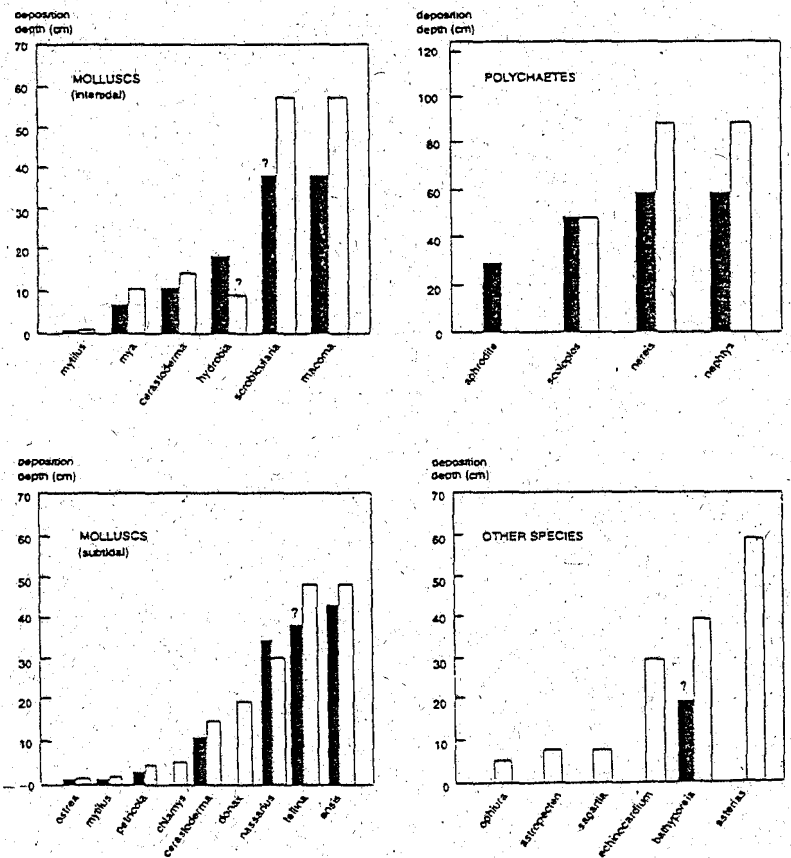 deposition
depth (cm)
70
60
50
40
30
20
10
0
MOLLUSCS
(intertidal)
?
?
mytilus
mya
cerastoderma
hydrobia
scrobicularia
macoma
deposition
depth (cm)
120
100
80
60
40
20
0
POLYCHAETES
aphrodite
scoloplos
nereis
nephtys
deposition
depth (cm)
70
60
50
40
30
20
10
0
MOLLUSCS
(subtidal)
?
ostrea
mytilus
petricola
chlamys
cerastoderma
donax
nassarius
tellina
ensis
deposition
depth (cm)
70
60
50
40
30
20
10
0
OTHER SPECIES
?
ophiura
astropecten
sagartia
echinocardium
bathyporeia
asterias